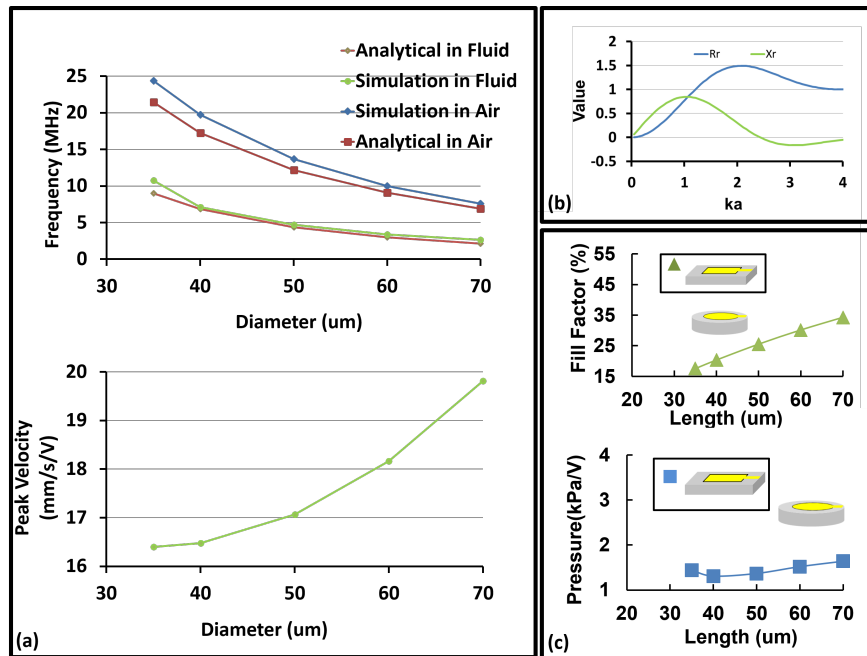 Analytical in Fluid
Simulation in Fluid
Simulation in Air
Analytical in Air
Frequency (MHz)
25
20
15
10
5
0
30 40 50 60 70
Diameter (um)
Peak Velocity
(mm/s/V)
20
19
18
17
16
30 40 50 60 70
Diameter (um)
(a)
Rr Xr
Value
2
1.5
1
0.5
0
-0.5
0 1 2 3 4
ka
(b)
Fill Factor (%)
55
45
35
25
15
20 30 40 50 60 70
Length (um)
Pressure(kPa/V)
4
3
2
1
20 30 40 50 60 70
Length (um)
(c)